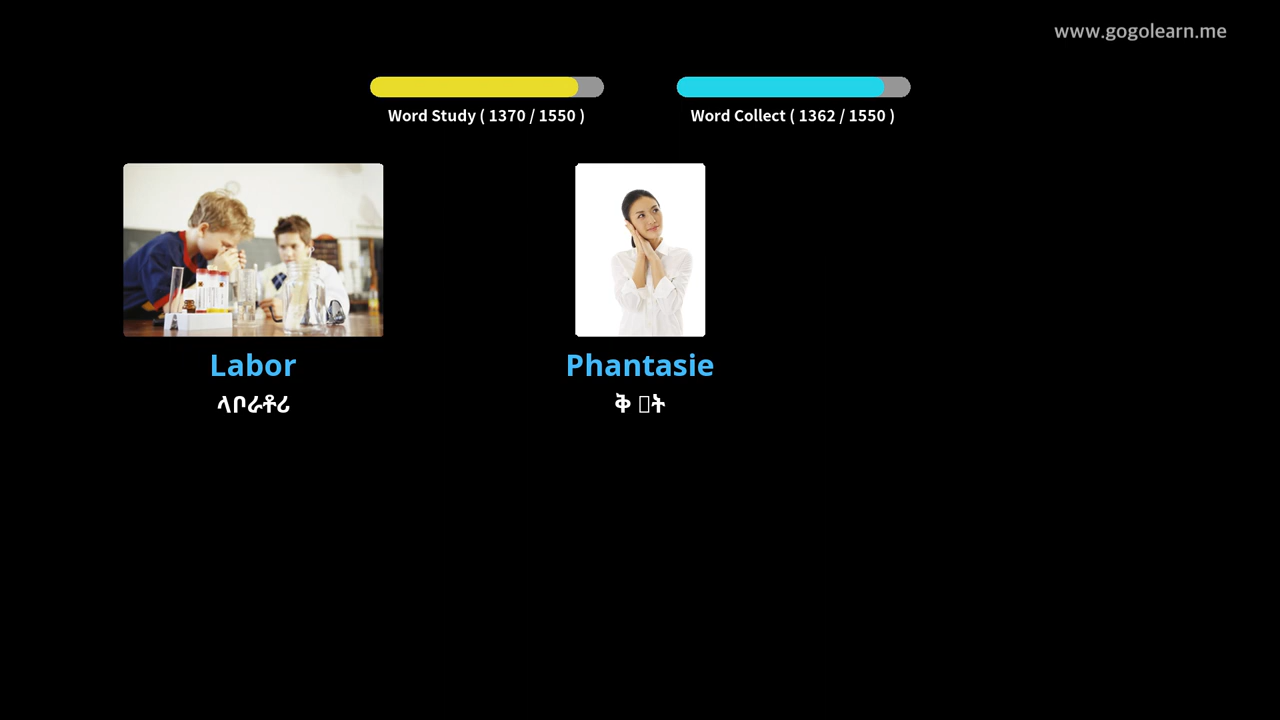 www.gogolearn.me
Word Study ( 1370 / 1550 )
Word Collect ( 1362 / 1550 )
Labor
ላቦራቶሪ
Phantasie